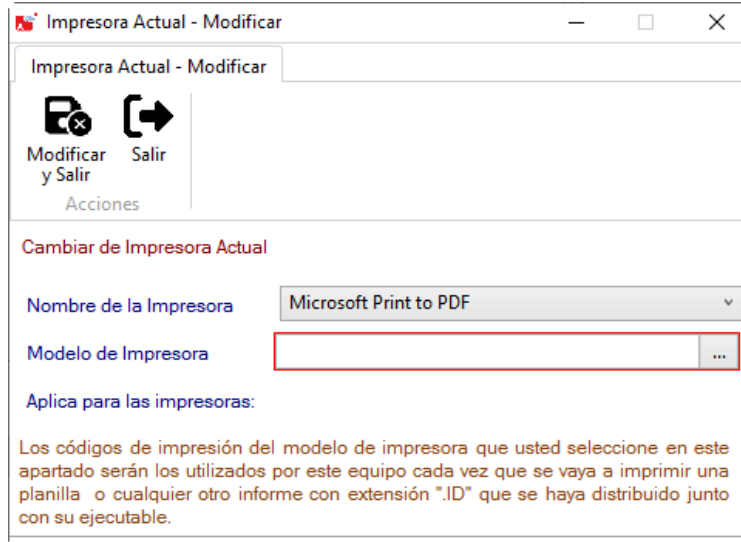 Impresora Actual - Modificar
Impresora Actual - Modificar
Modificar y Salir
Salir
Acciones
Cambiar de Impresora Actual
Nombre de la Impresora
Microsoft Print to PDF
Modelo de Impresora
...
Aplica para las impresoras:
Los códigos de impresión del modelo de impresora que usted seleccione en este
apartado serán los utilizados por este equipo cada vez que se vaya a imprimir una
planilla o cualquier otro informe con extensión ".ID" que se haya distribuido junto
con su ejecutable.